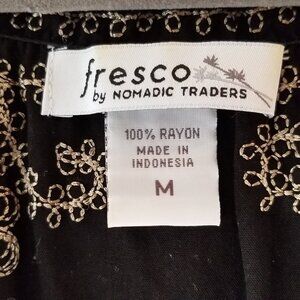 fresco
by NOMADIC TRADERS
100% RAYON
MADE IN
INDONESIA
M